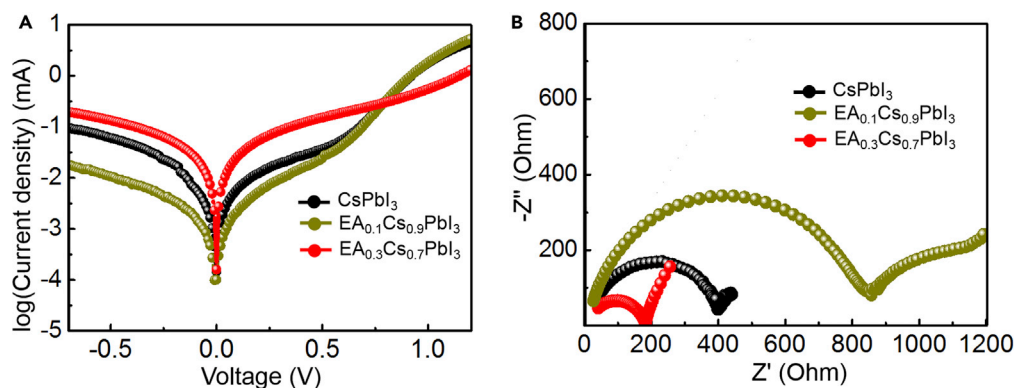 A
log(Current density) (mA)
1
0
-1
-2
-3
-4
-5
CsPbI₃
EA₀.₁Cs₀.₉PbI₃
EA₀.₃Cs₀.₇PbI₃
-0.5 0.0 0.5 1.0
Voltage (V)
B
-Z'' (Ohm)
800
600
400
200
CsPbI₃
EA₀.₁Cs₀.₉PbI₃
EA₀.₃Cs₀.₇PbI₃
0 200 400 600 800 1000 1200
Z' (Ohm)